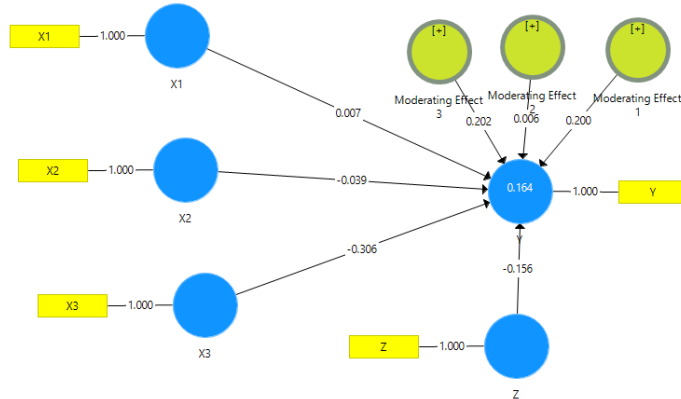 X1
1.000
X1
[+]
[+]
[+]
Moderating Effect
3
Moderating Effect
2
Moderating Effect
1
0.202
0.006
0.200
0.007
X2
1.000
X2
-0.039
0.164
1.000
Y
Y
-0.306
-0.156
X3
1.000
X3
Z
1.000
Z